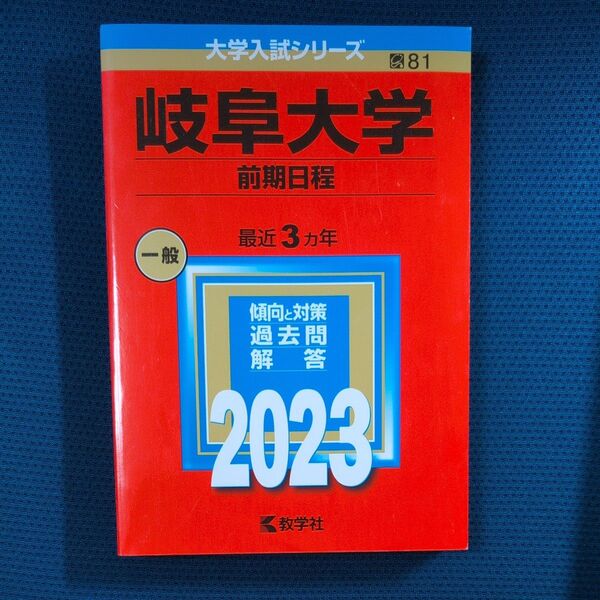 大学入試シリーズ
81
岐阜大学
前期日程
最近3ヵ年
一般
傾向と対策
過去問
解答
2023
教学社